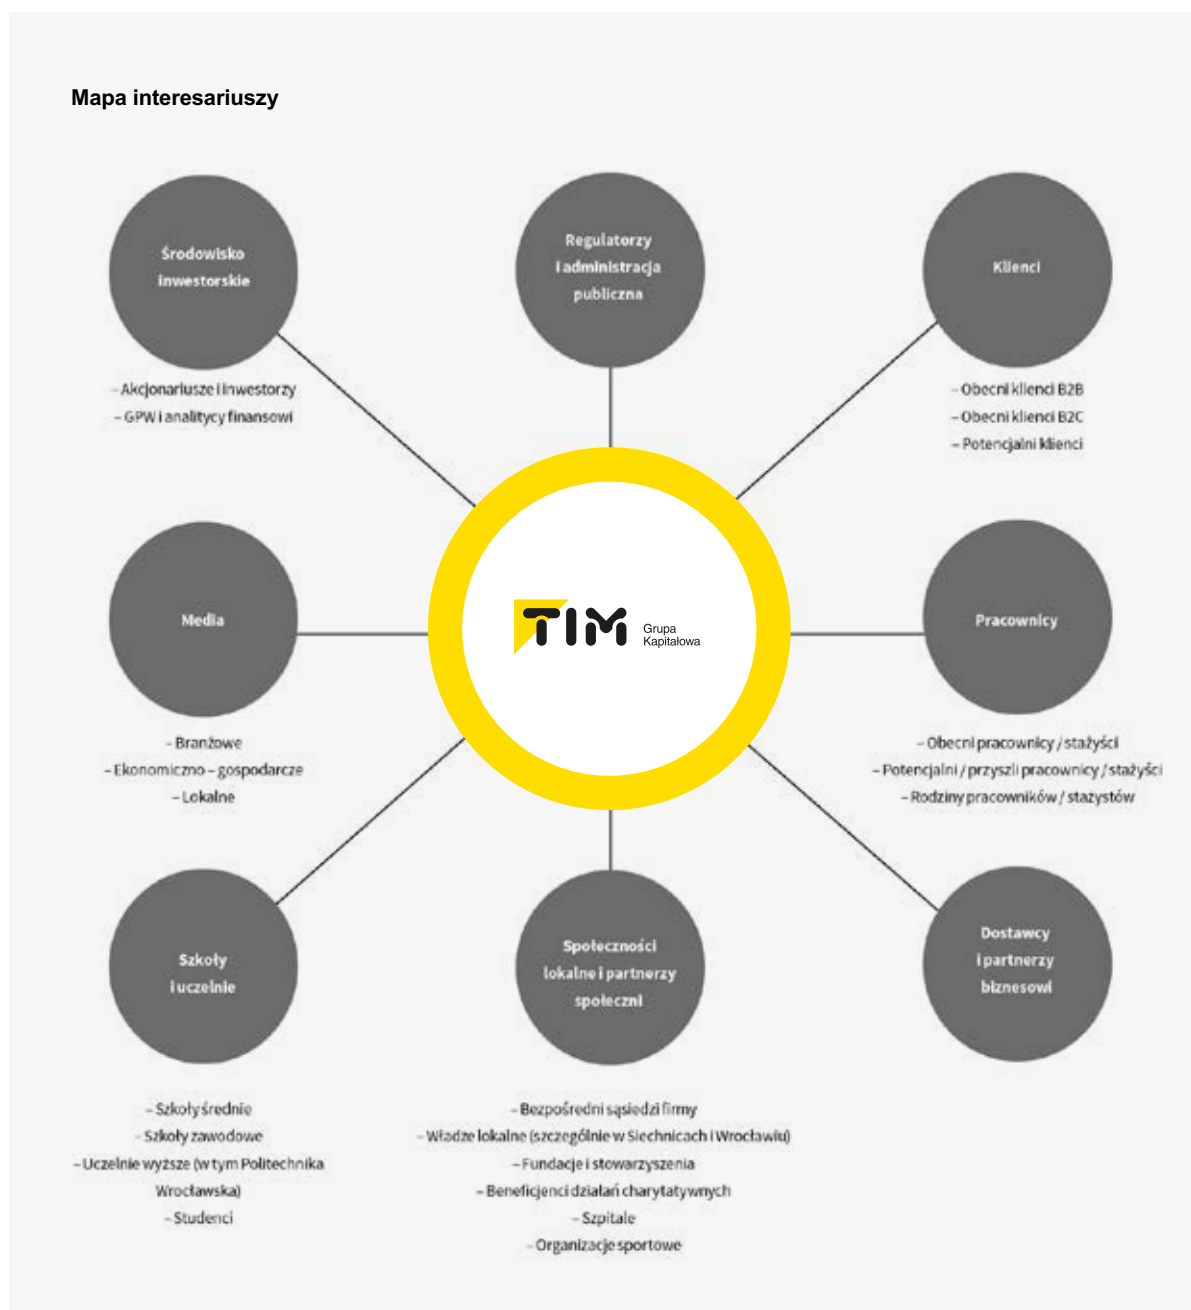 Mapa interesariuszy
Środowisko
inwestorskie
– Akcjonariusze i inwestorzy
– GPW i analitycy finansowi
Regulatorzy
i administracja
publiczna
Klienci
– Obecni klienci B2B
– Obecni klienci B2C
– Potencjalni klienci
Media
– Branżowe
– Ekonomiczno – gospodarcze
– Lokalne
TIM
Grupa
Kapitałowa
Pracownicy
– Obecni pracownicy / stażyści
– Potencjalni / przyszli pracownicy / stażyści
– Rodziny pracowników / stażystów
Szkoły
i uczelnie
– Szkoły średnie
– Szkoły zawodowe
– Uczelnie wyższe (w tym Politechnika
Wrocławska)
– Studenci
Społeczności
lokalne i partnerzy
społeczni
– Bezpośredni sąsiedzi firmy
– Władze lokalne (szczególnie w Siechnicach i Wrocławiu)
– Fundacje i stowarzyszenia
– Beneficjenci działań charytatywnych
– Szpitale
– Organizacje sportowe
Dostawcy
i partnerzy
biznesowi